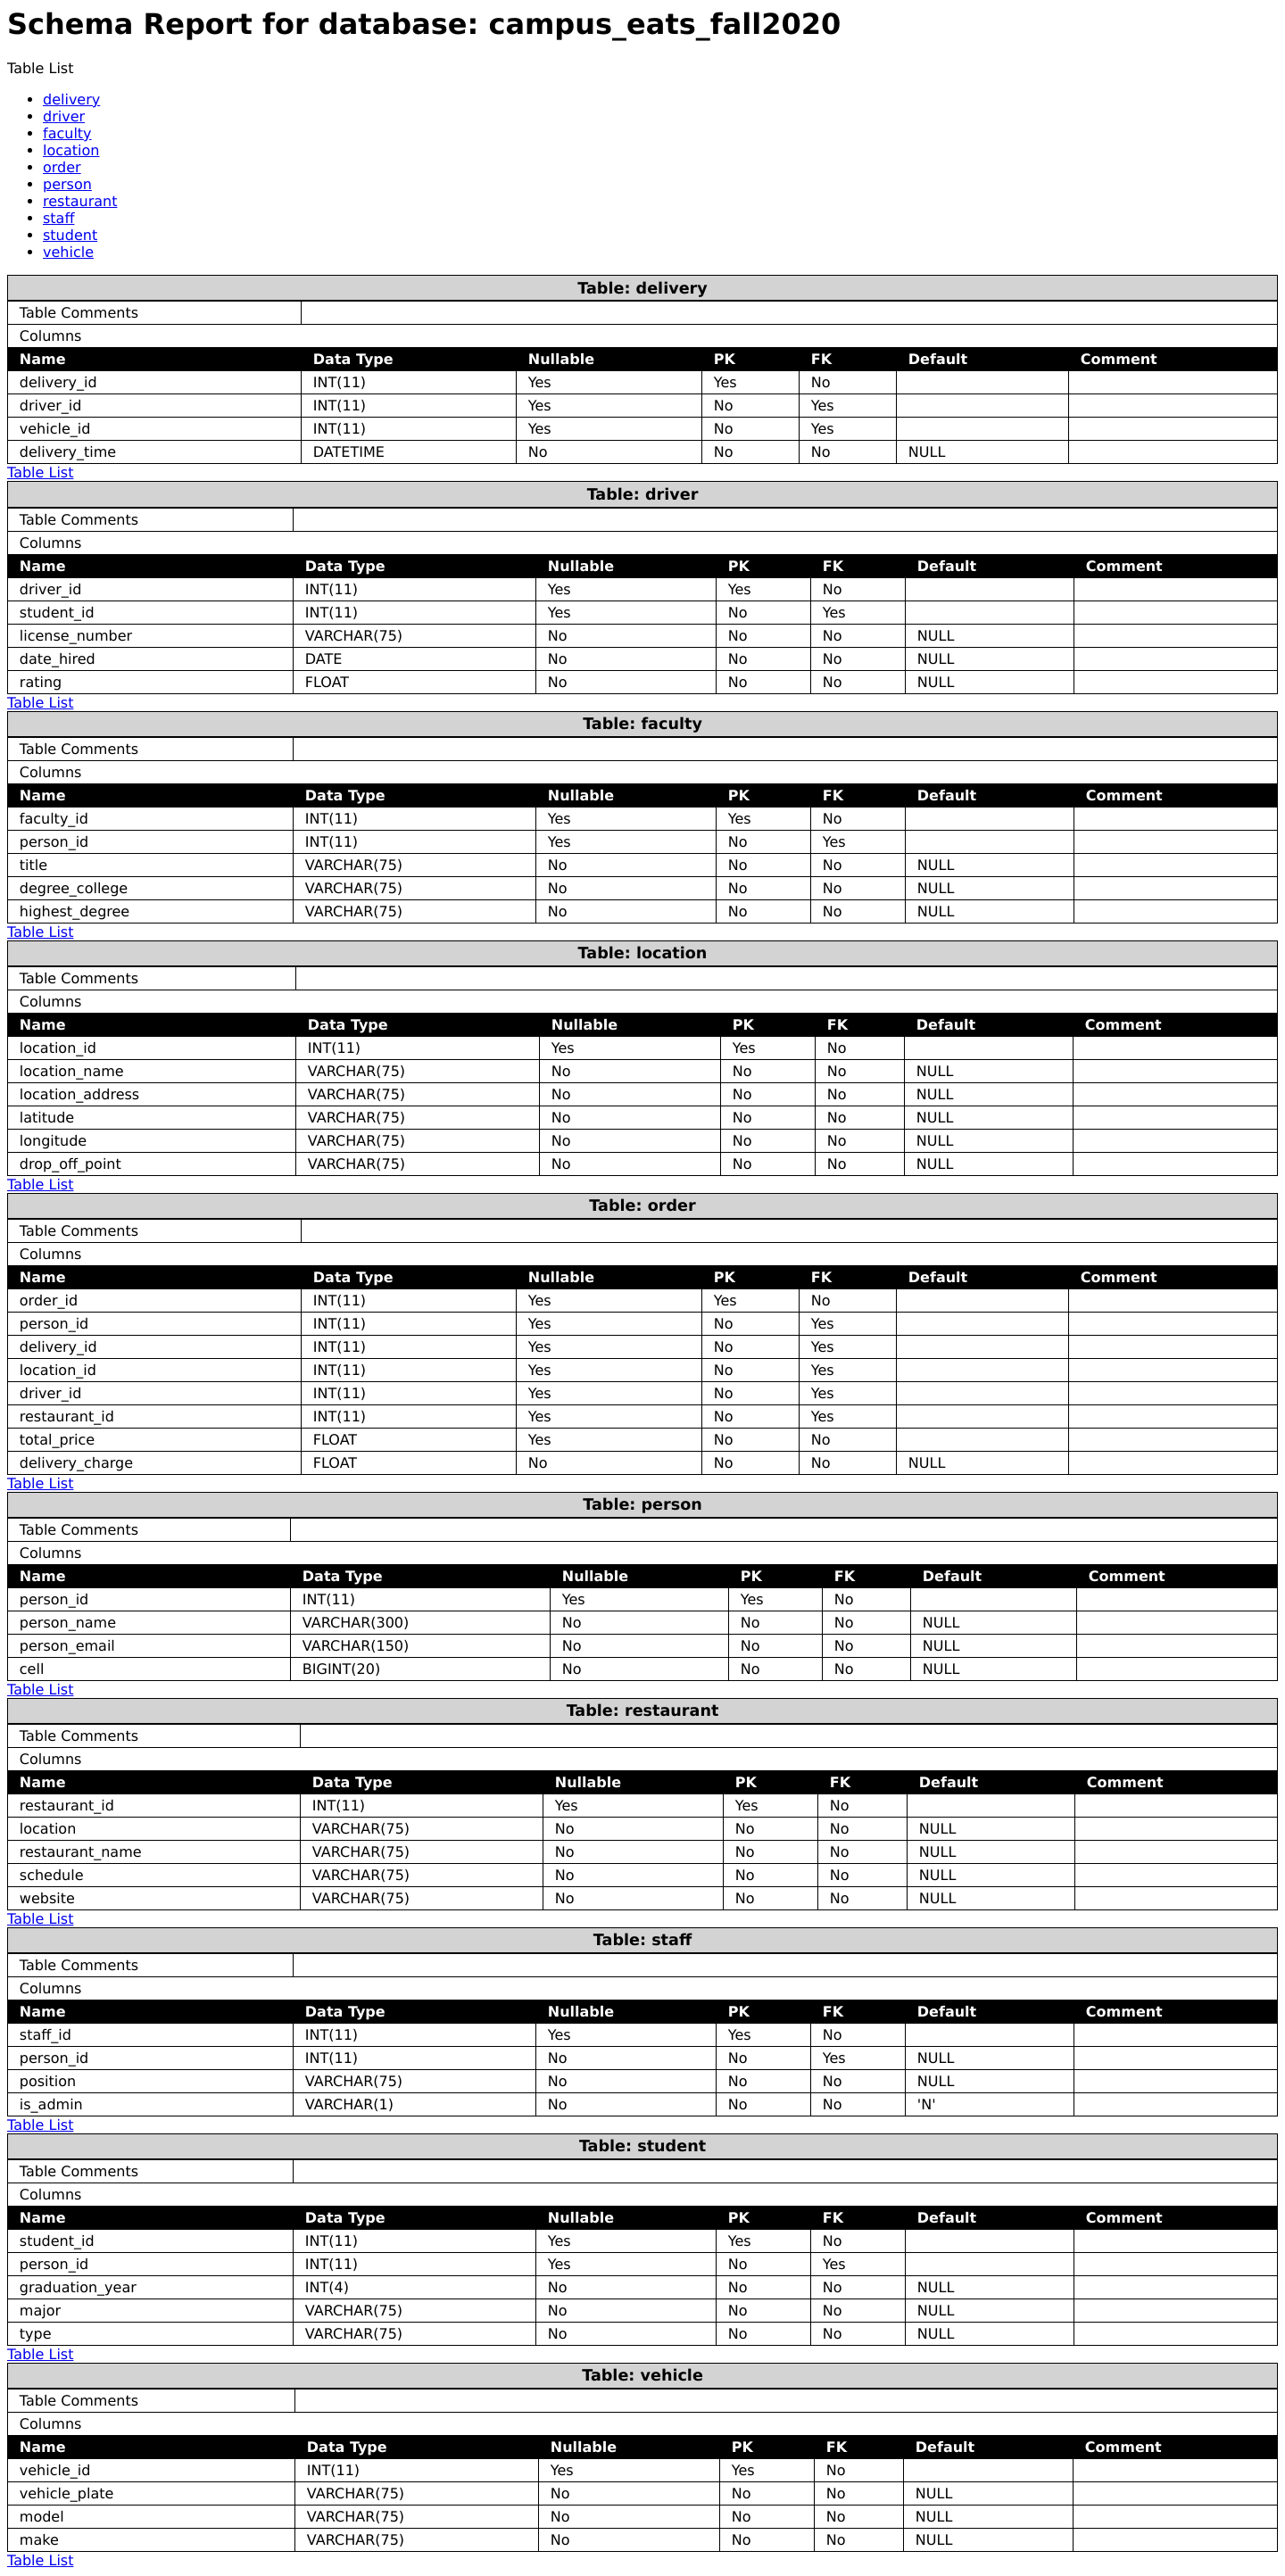 Schema Report for database: campus_eats_fall2020
Table List
• delivery
• driver
• faculty
• location
• order
• person
• restaurant
• staff
• student
• vehicle
Table: delivery
Table Comments
Columns
Name Data Type Nullable PK FK Default Comment
delivery_id INT(11) Yes Yes No
driver_id INT(11) Yes No Yes
vehicle_id INT(11) Yes No Yes
delivery_time DATETIME No No No NULL
Table List
Table: driver
Table Comments
Columns
Name Data Type Nullable PK FK Default Comment
driver_id INT(11) Yes Yes No
student_id INT(11) Yes No Yes
license_number VARCHAR(75) No No No NULL
date_hired DATE No No No NULL
rating FLOAT No No No NULL
Table List
Table: faculty
Table Comments
Columns
Name Data Type Nullable PK FK Default Comment
faculty_id INT(11) Yes Yes No
person_id INT(11) Yes No Yes
title VARCHAR(75) No No No NULL
degree_college VARCHAR(75) No No No NULL
highest_degree VARCHAR(75) No No No NULL
Table List
Table: location
Table Comments
Columns
Name Data Type Nullable PK FK Default Comment
location_id INT(11) Yes Yes No
location_name VARCHAR(75) No No No NULL
location_address VARCHAR(75) No No No NULL
latitude VARCHAR(75) No No No NULL
longitude VARCHAR(75) No No No NULL
drop_off_point VARCHAR(75) No No No NULL
Table List
Table: order
Table Comments
Columns
Name Data Type Nullable PK FK Default Comment
order_id INT(11) Yes Yes No
person_id INT(11) Yes No Yes
delivery_id INT(11) Yes No Yes
location_id INT(11) Yes No Yes
driver_id INT(11) Yes No Yes
restaurant_id INT(11) Yes No Yes
total_price FLOAT Yes No No
delivery_charge FLOAT No No No NULL
Table List
Table: person
Table Comments
Columns
Name Data Type Nullable PK FK Default Comment
person_id INT(11) Yes Yes No
person_name VARCHAR(300) No No No NULL
person_email VARCHAR(150) No No No NULL
cell BIGINT(20) No No No NULL
Table List
Table: restaurant
Table Comments
Columns
Name Data Type Nullable PK FK Default Comment
restaurant_id INT(11) Yes Yes No
location VARCHAR(75) No No No NULL
restaurant_name VARCHAR(75) No No No NULL
schedule VARCHAR(75) No No No NULL
website VARCHAR(75) No No No NULL
Table List
Table: staff
Table Comments
Columns
Name Data Type Nullable PK FK Default Comment
staff_id INT(11) Yes Yes No
person_id INT(11) No No Yes NULL
position VARCHAR(75) No No No NULL
is_admin VARCHAR(1) No No No 'N'
Table List
Table: student
Table Comments
Columns
Name Data Type Nullable PK FK Default Comment
student_id INT(11) Yes Yes No
person_id INT(11) Yes No Yes
graduation_year INT(4) No No No NULL
major VARCHAR(75) No No No NULL
type VARCHAR(75) No No No NULL
Table List
Table: vehicle
Table Comments
Columns
Name Data Type Nullable PK FK Default Comment
vehicle_id INT(11) Yes Yes No
vehicle_plate VARCHAR(75) No No No NULL
model VARCHAR(75) No No No NULL
make VARCHAR(75) No No No NULL
Table List